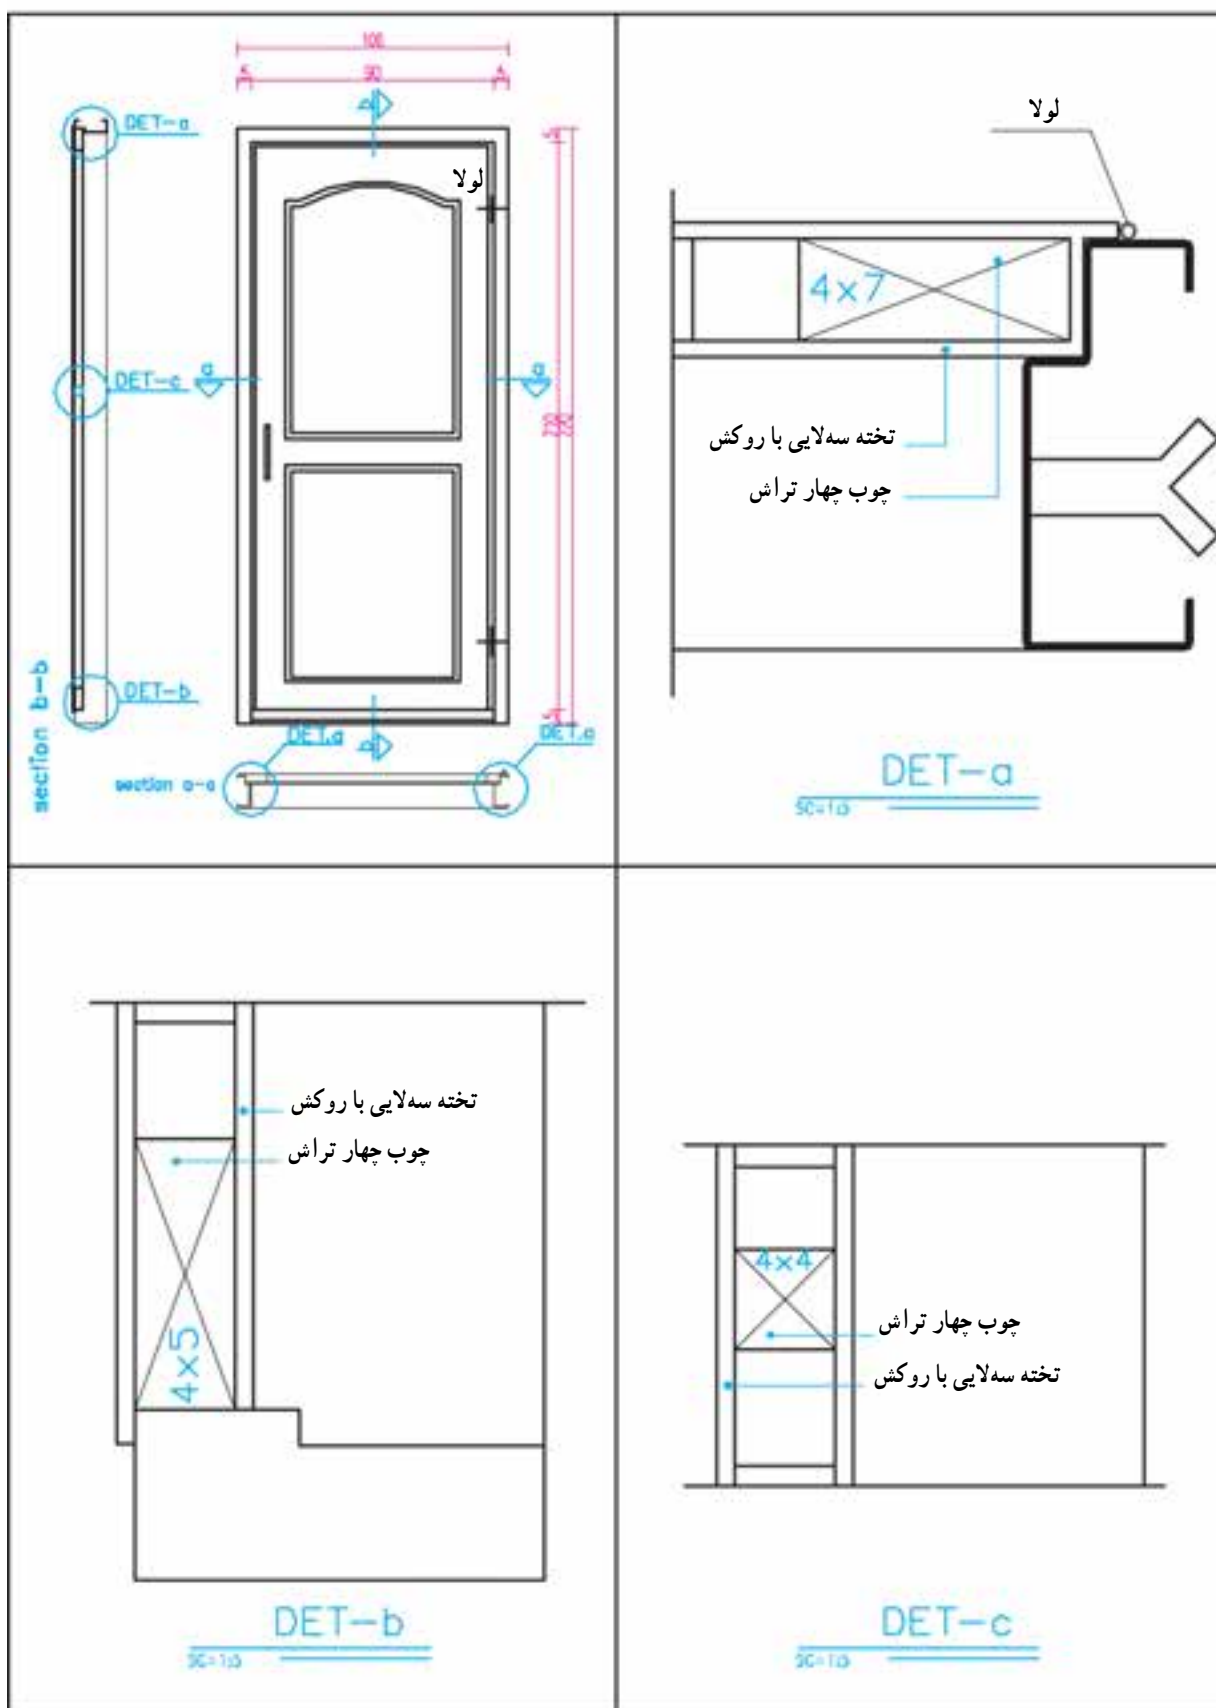 100
90
DET-a
لولا
DET-c
a
a
DET-b
section b-b
b
b
DET.a
DET.a
section a-a
لولا
4×7
تخته سه‌لایی با روکش
چوب چهار تراش
DET-a
تخته سه‌لایی با روکش
چوب چهار تراش
4×5
DET-b
4×4
چوب چهار تراش
تخته سه‌لایی با روکش
DET-c